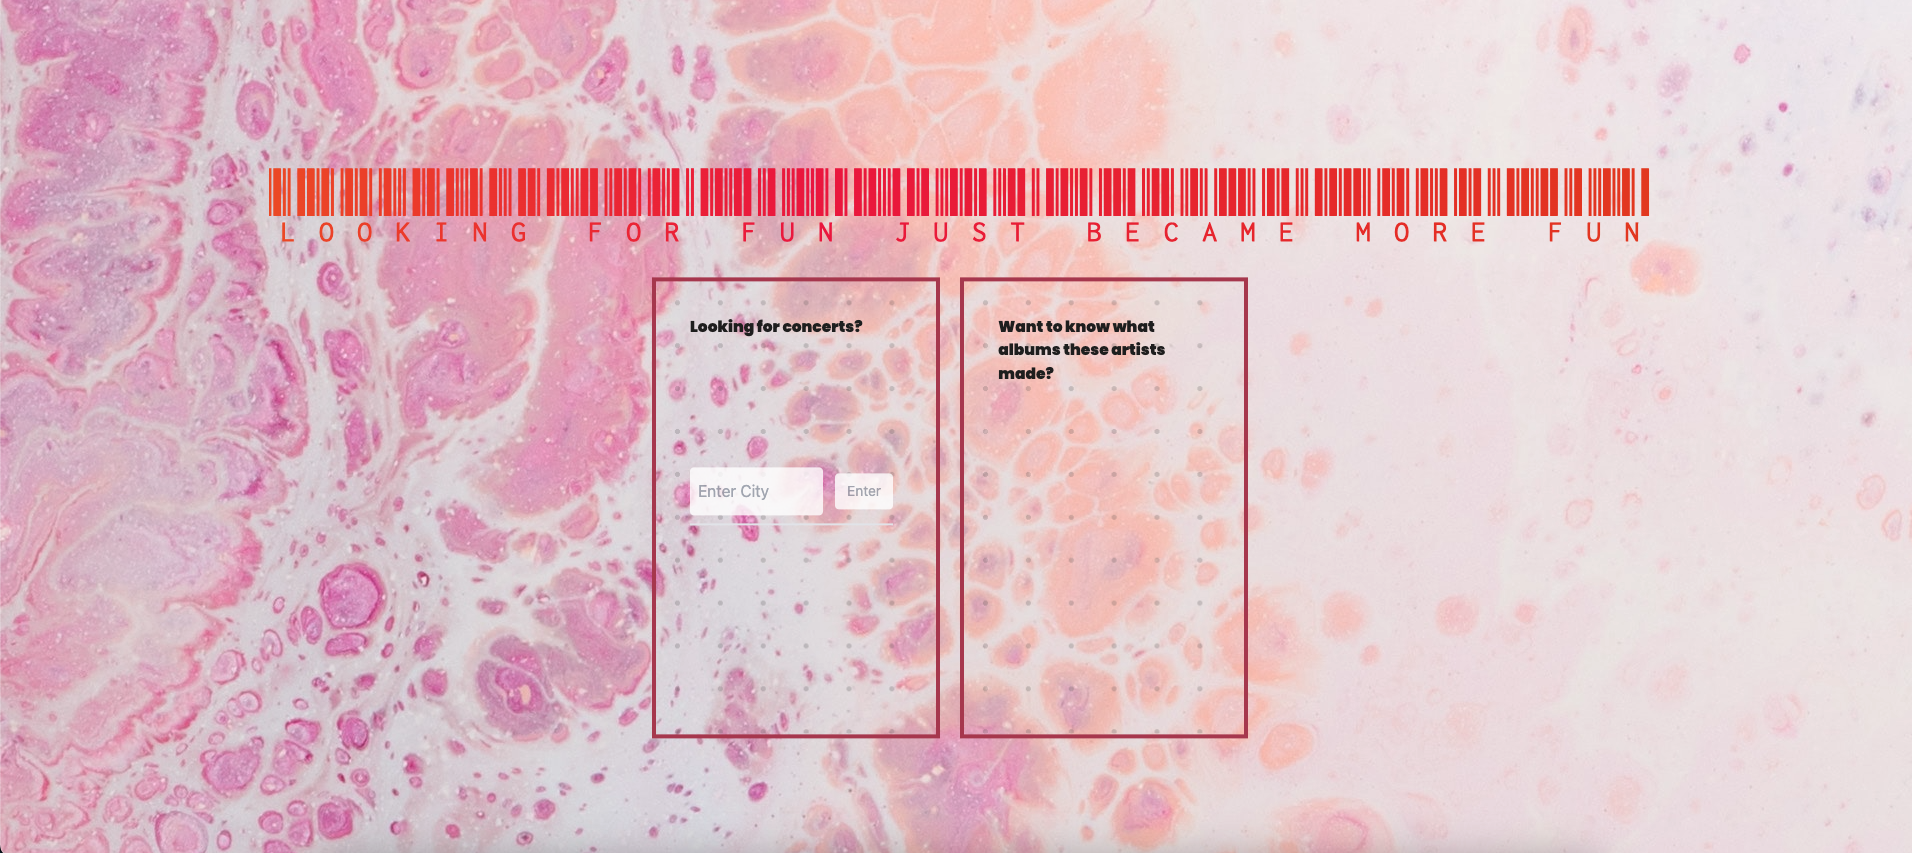 LOOKING FOR FUN JUST BECAME MORE FUN
Looking for concerts?
Enter City
Enter
Want to know what
albums these artists
made?